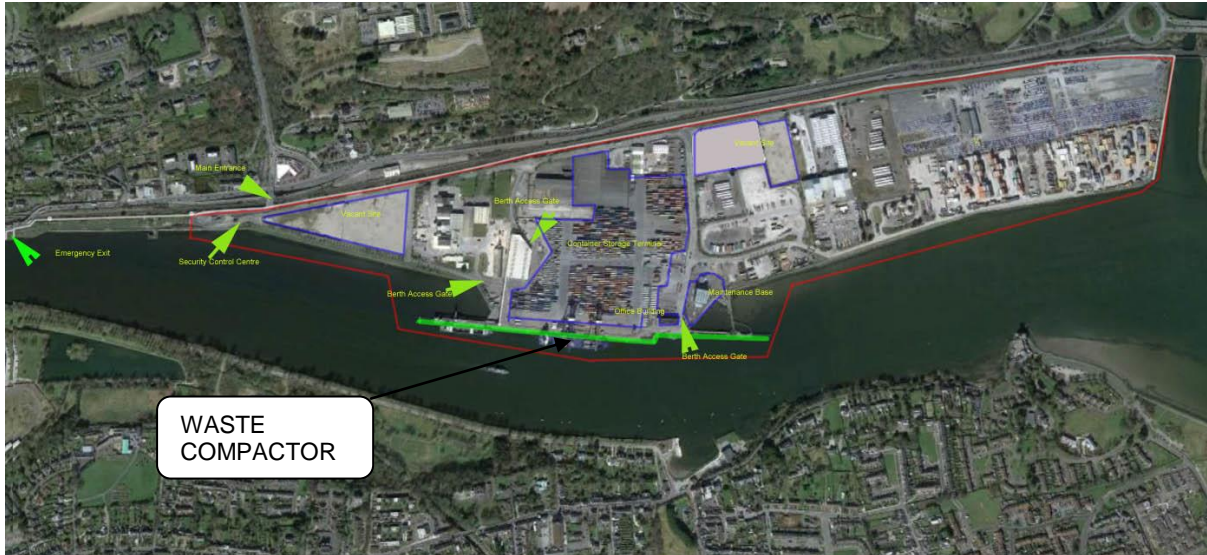 Main Entrance
Vacant Site
Berth Access Gate
Vacant Site
Container Storage Terminal
Emergency Exit
Security Control Centre
Berth Access Gate
Maintenance Base
Office Building
Berth Access Gate
WASTE
COMPACTOR